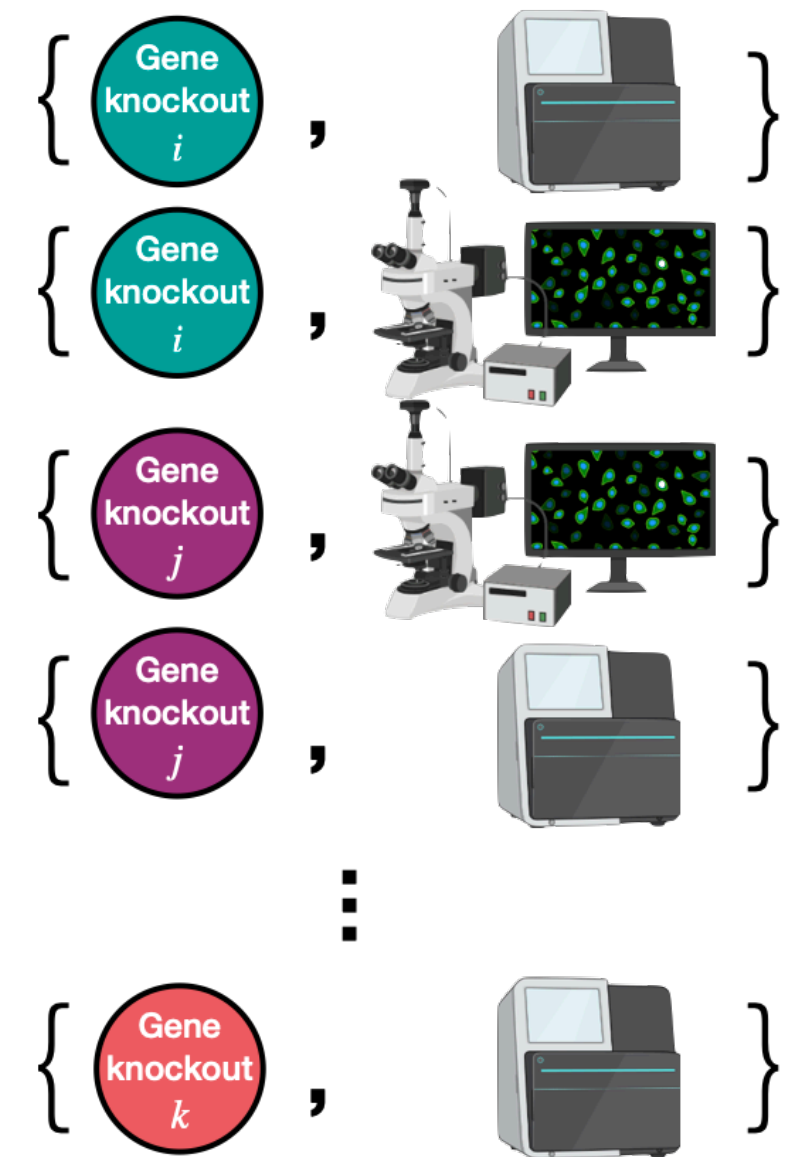 { Gene
knockout
i , }
{ Gene
knockout
i , }
{ Gene
knockout
j , }
{ Gene
knockout
j , }
⋮
{ Gene
knockout
k , }